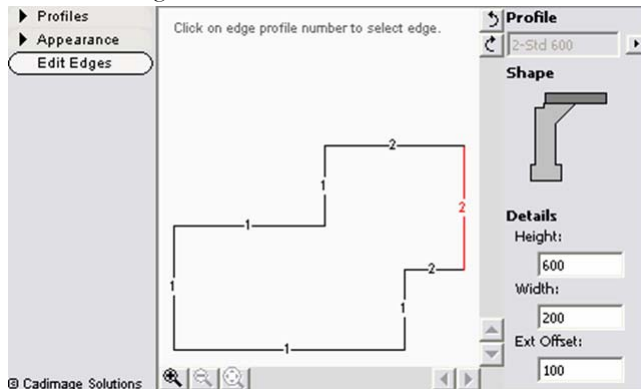 Profiles
Appearance
Edit Edges
Click on edge profile number to select edge.
2
1
2
1
2
1
1
1
Profile
2-Std 600
Shape
Details
Height:
600
Width:
200
Ext Offset:
100
© Cadimage Solutions